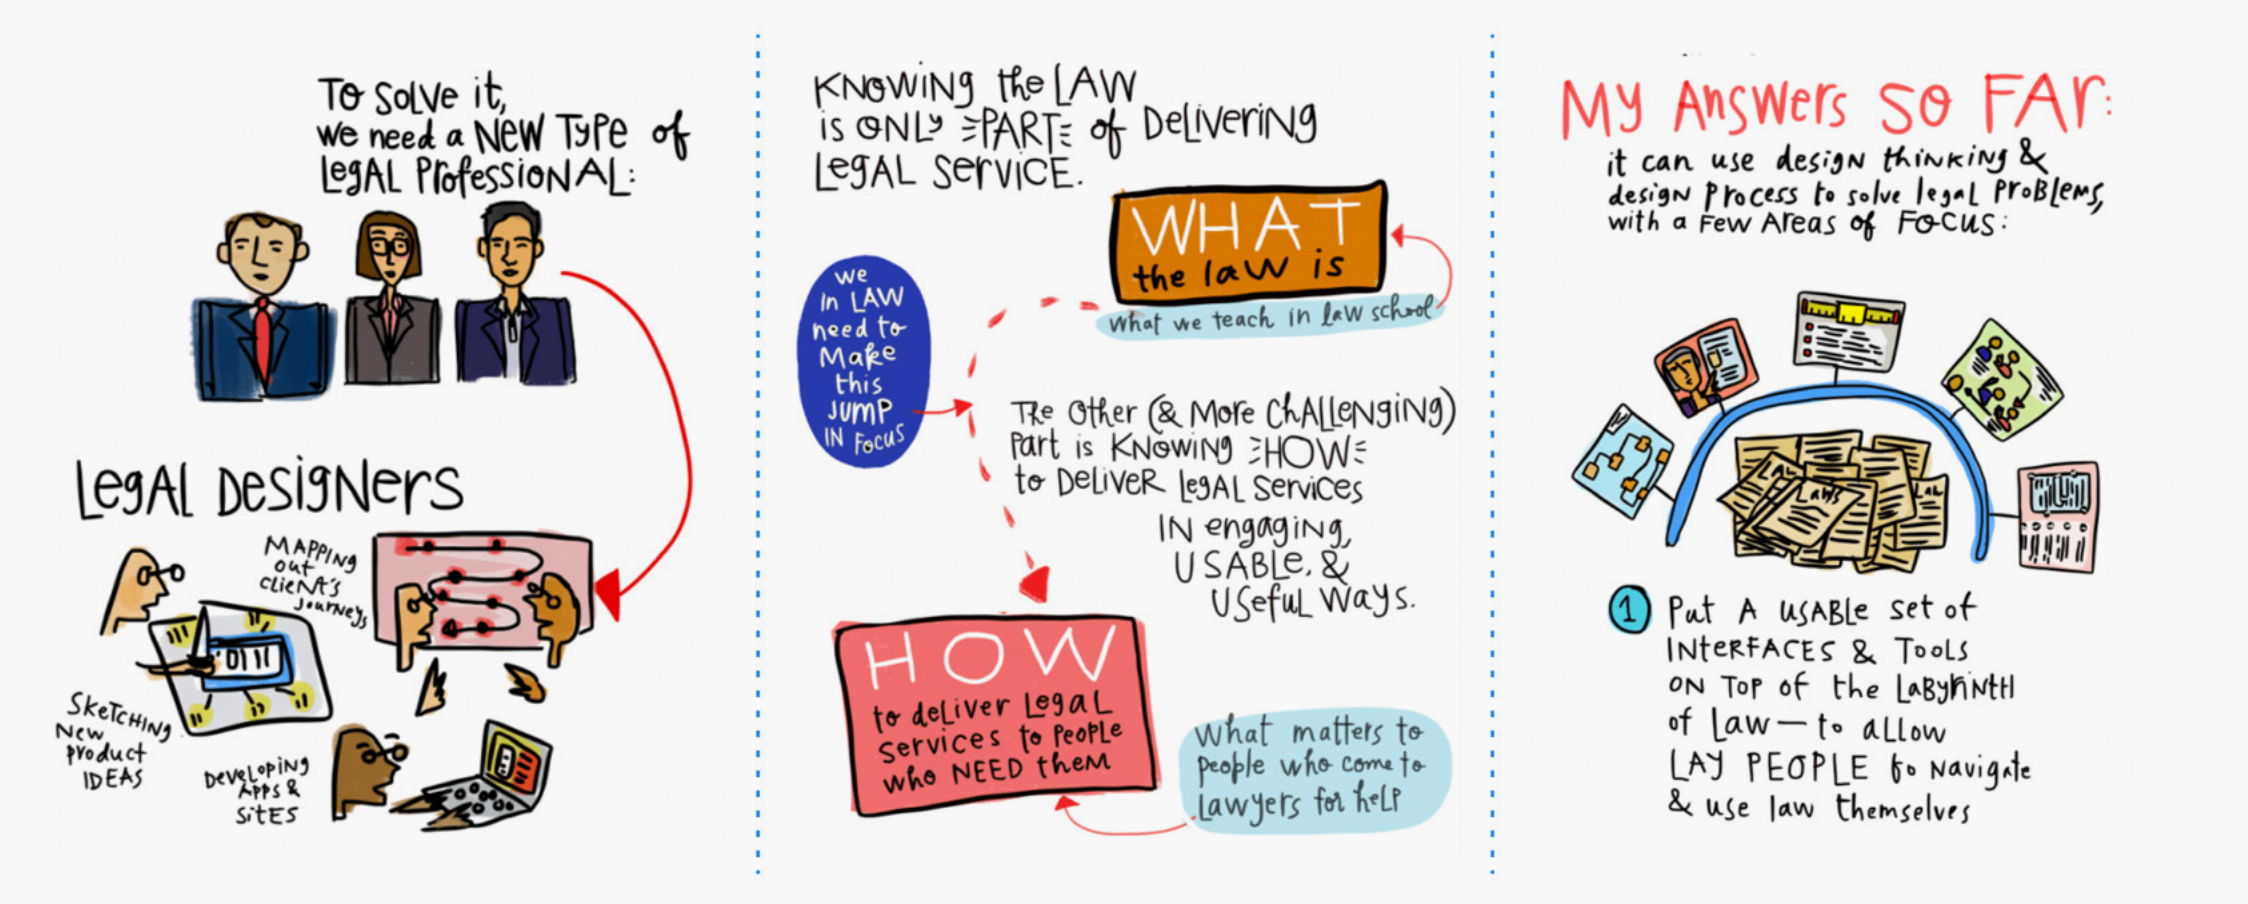 To Solve it,
we need a New Type of
Legal Professional:
Legal Designers
Mapping
out
client's
journeys
Sketching
New
product
IDEAS
Developing
Apps &
Sites
Knowing the LAW
is ONLY PART of Delivering
Legal Service.
WHAT
the law is
what we teach in law school
we
in LAW
need to
Make
this
JUMP
IN Focus
The Other (& More Challenging)
Part is Knowing HOW
to Deliver Legal Services
IN engaging,
USABLE, &
Useful Ways.
HOW
to deliver Legal
Services to People
who NEED them
What matters to
people who come to
Lawyers for help
My Answers So FAr:
it can use design thinking &
design Process to solve legal Problems,
with a Few Areas of Focus:
LAW
Laws
Law
1 Put A usable set of
INterFACES & Tools
ON Top of the Labyrinth
of Law — to allow
LAY PEOPLE to Navigate
& use law themselves